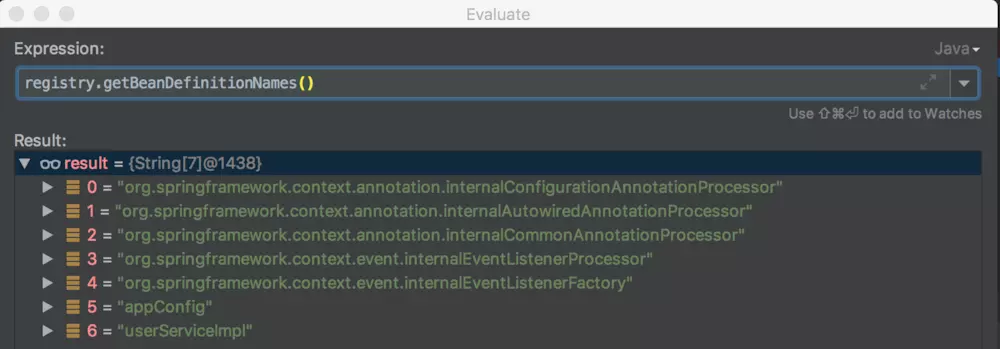 Evaluate
Expression:
Java
registry.getBeanDefinitionNames()
Use ⇧⌘⏎ to add to Watches
Result:
result = {String[7]@1438}
0 = "org.springframework.context.annotation.internalConfigurationAnnotationProcessor"
1 = "org.springframework.context.annotation.internalAutowiredAnnotationProcessor"
2 = "org.springframework.context.annotation.internalCommonAnnotationProcessor"
3 = "org.springframework.context.event.internalEventListenerProcessor"
4 = "org.springframework.context.event.internalEventListenerFactory"
5 = "appConfig"
6 = "userServiceImpl"